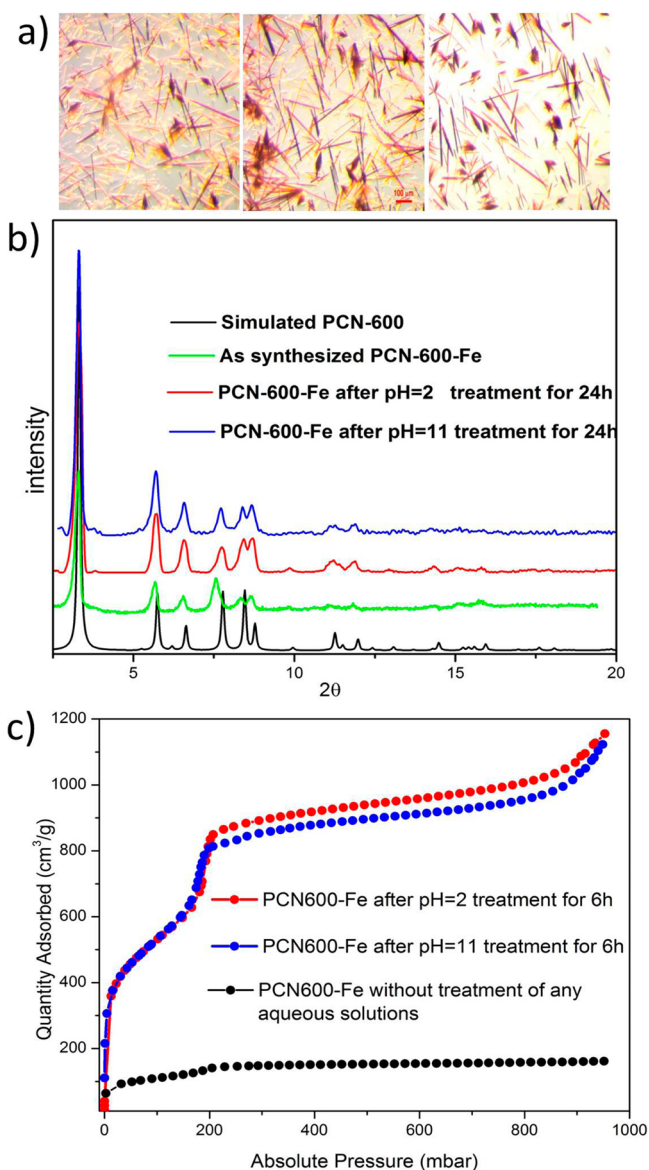 a)
100 μm
b)
Simulated PCN-600
As synthesized PCN-600-Fe
PCN-600-Fe after pH=2 treatment for 24h
PCN-600-Fe after pH=11 treatment for 24h
intensity
5 10 15 20
2θ
c)
1200
1000
800
600
400
200
Quantity Adsorbed (cm³/g)
PCN600-Fe after pH=2 treatment for 6h
PCN600-Fe after pH=11 treatment for 6h
PCN600-Fe without treatment of any
aqueous solutions
0 200 400 600 800 1000
Absolute Pressure (mbar)